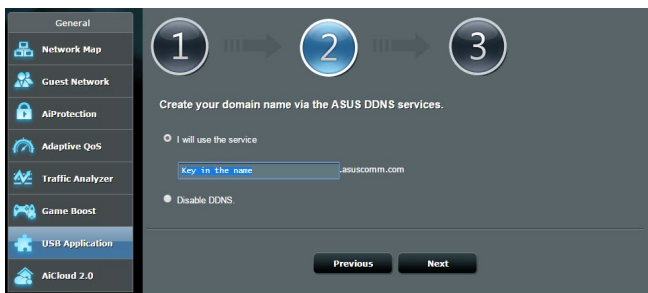 General
Network Map
Guest Network
AiProtection
Adaptive QoS
Traffic Analyzer
Game Boost
USB Application
AiCloud 2.0
1
2
3
Create your domain name via the ASUS DDNS services.
I will use the service
Key in the name .asuscomm.com
Disable DDNS.
Previous Next